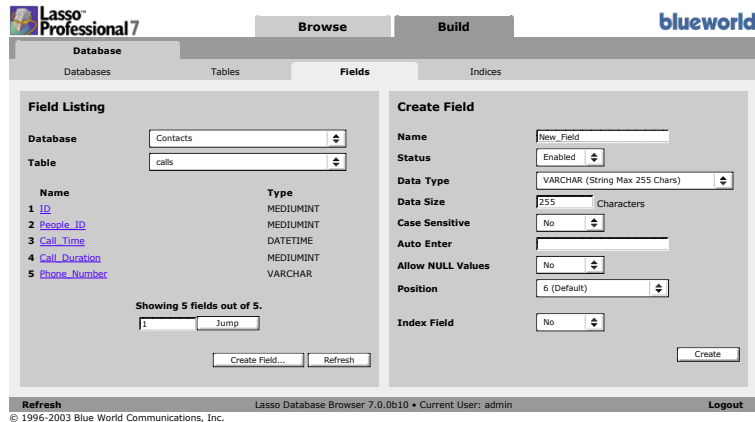 Lasso™
Professional 7
Browse
Build
blueworld
Database
Databases
Tables
Fields
Indices
Field Listing
Database
Contacts
Table
calls
Name Type
1 ID MEDIUMINT
2 People_ID MEDIUMINT
3 Call_Time DATETIME
4 Call_Duration MEDIUMINT
5 Phone_Number VARCHAR
Showing 5 fields out of 5.
1 Jump
Create Field... Refresh
Create Field
Name New_Field
Status Enabled
Data Type VARCHAR (String Max 255 Chars)
Data Size 255 Characters
Case Sensitive No
Auto Enter
Allow NULL Values No
Position 6 (Default)
Index Field No
Create
Refresh Lasso Database Browser 7.0.0b10 • Current User: admin Logout
© 1996-2003 Blue World Communications, Inc.